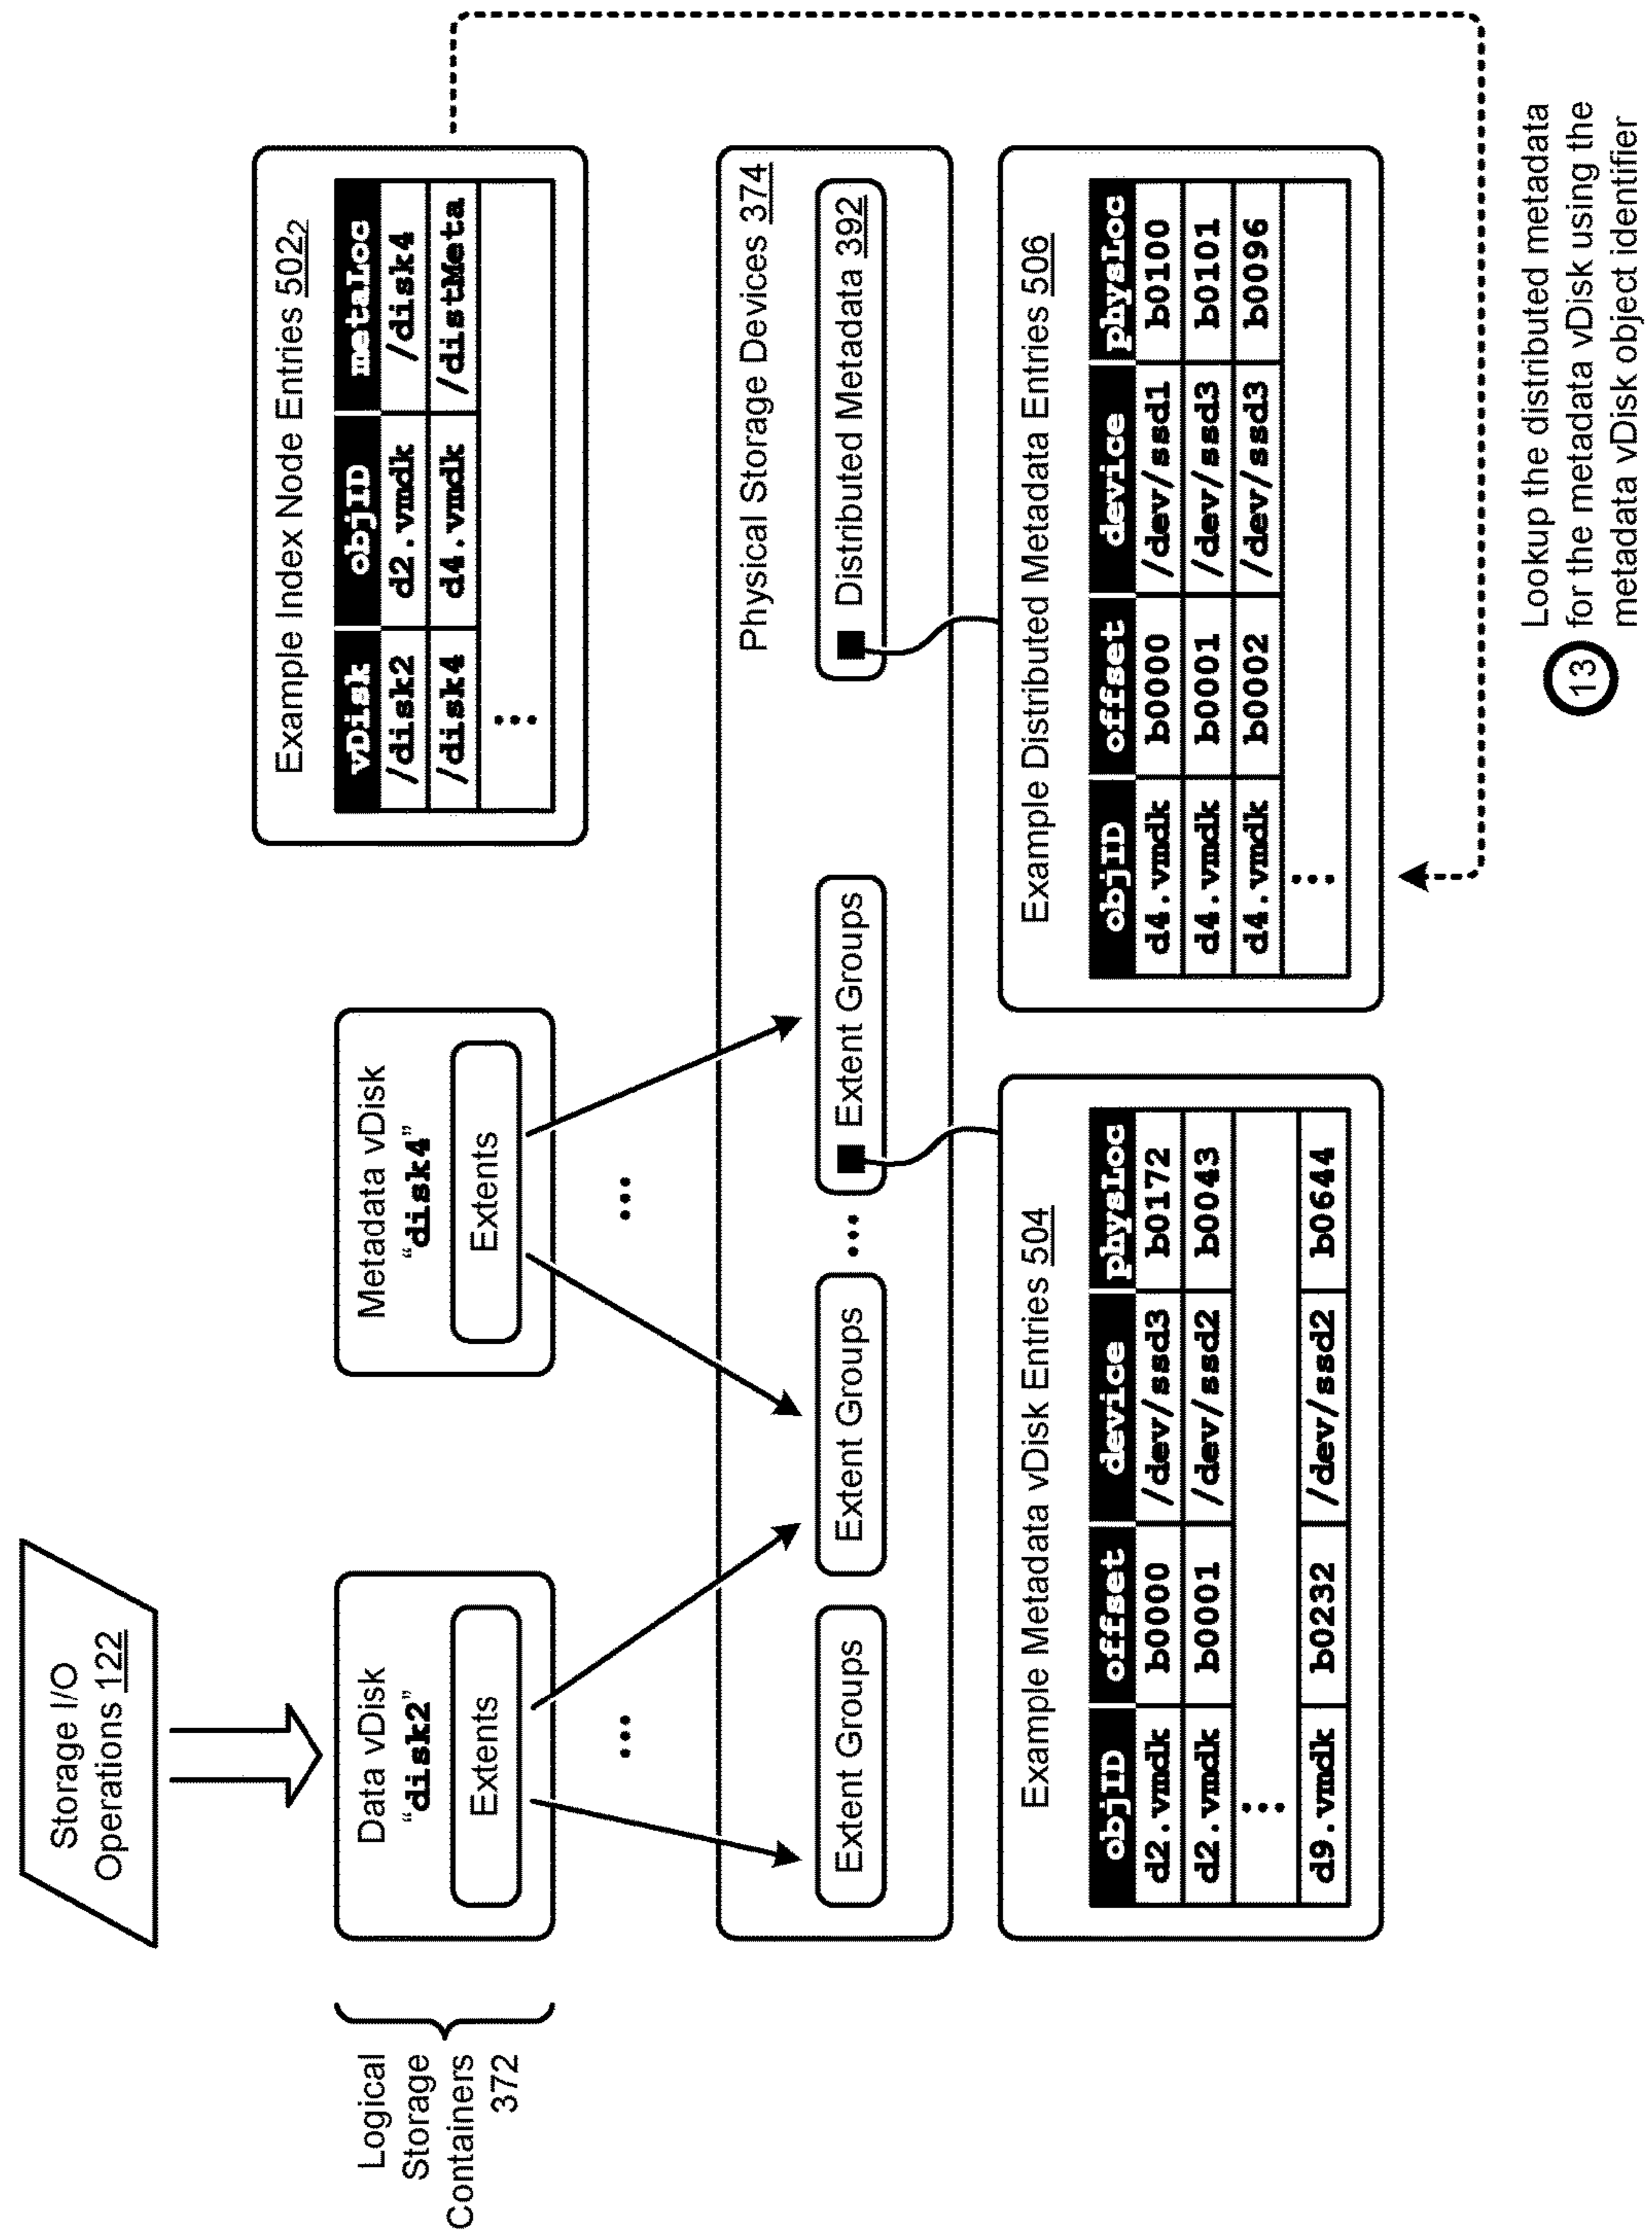 Storage I/O
Operations 122
Logical
Storage
Containers
372
Data vDisk
“disk2”
Extents
...
Metadata vDisk
“disk4”
Extents
...
Example Index Node Entries 502₂
vDisk objID metaLoc
/disk2 d2.vmdk /disk4
/disk4 d4.vmdk /distMeta
...
Physical Storage Devices 374
Extent Groups
Extent Groups
...
Extent Groups
Distributed Metadata 392
Example Metadata vDisk Entries 504
objID offset device physLoc
d2.vmdk b0000 /dev/ssd3 b0172
d2.vmdk b0001 /dev/ssd2 b0043
...
d9.vmdk b0232 /dev/ssd2 b0644
Example Distributed Metadata Entries 506
objID offset device physLoc
d4.vmdk b0000 /dev/ssd1 b0100
d4.vmdk b0001 /dev/ssd3 b0101
d4.vmdk b0002 /dev/ssd3 b0096
...
13
Lookup the distributed metadata
for the metadata vDisk using the
metadata vDisk object identifier